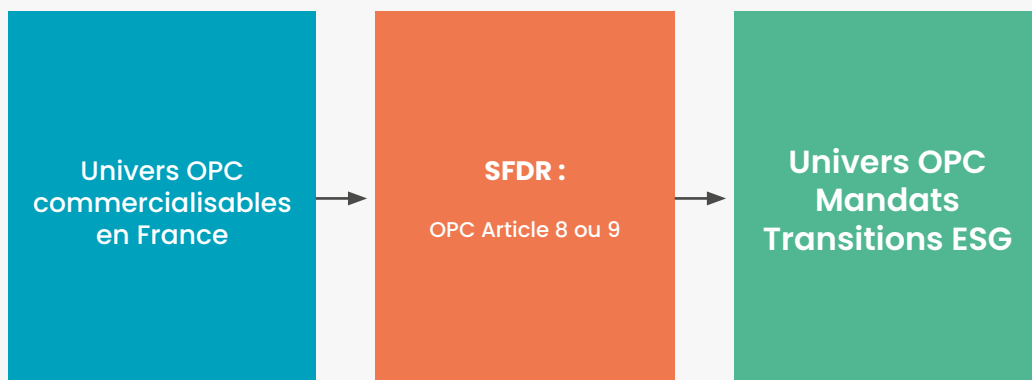 Univers OPC
commercialisables
en France
SFDR :
OPC Article 8 ou 9
Univers OPC
Mandats
Transitions ESG